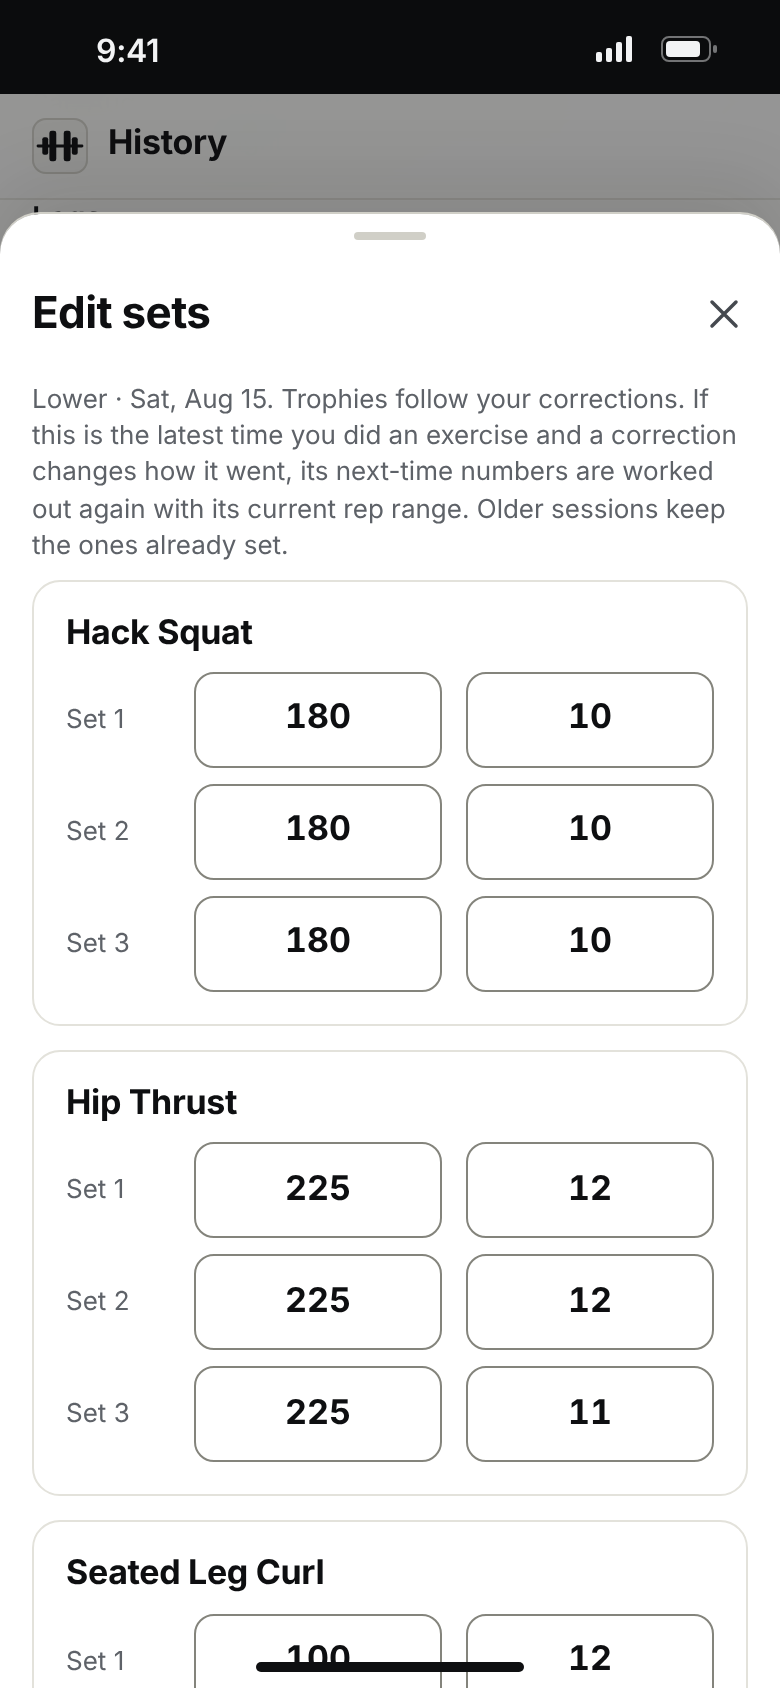 9:41
History
Edit sets
Lower · Sat, Aug 15. Trophies follow your corrections. If
this is the latest time you did an exercise and a correction
changes how it went, its next-time numbers are worked
out again with its current rep range. Older sessions keep
the ones already set.
Hack Squat
Set 1 180 10
Set 2 180 10
Set 3 180 10
Hip Thrust
Set 1 225 12
Set 2 225 12
Set 3 225 11
Seated Leg Curl
Set 1 100 12